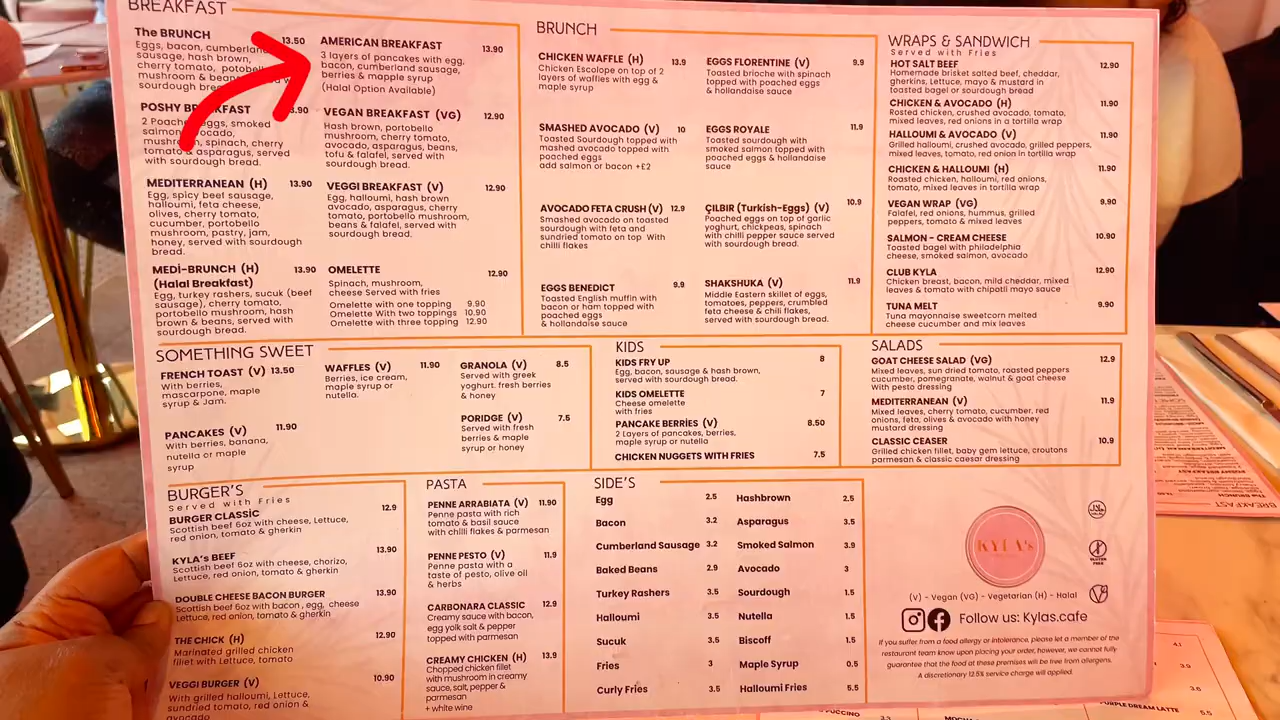 BREAKFAST
The BRUNCH 13.50
Eggs, bacon, cumberland
sausage, hash brown,
cherry tomato,
mushroom & beans
sourdough bread.
POSHY BREAKFAST
2 Poached eggs, smoked
salmon, avocado,
mushroom, spinach, cherry
tomato & asparagus, served
with sourdough bread.
MEDITERRANEAN (H) 13.90
Egg, spicy beef sausage,
halloumi, feta cheese,
olives, cherry tomato,
cucumber, portobello
mushroom, pastry, jam,
honey, served with sourdough
bread.
MEDİ-BRUNCH (H) 13.90
(Halal Breakfast)
Egg, turkey rashers, sucuk (beef
sausage), cherry tomato,
portobello mushroom, hash
brown & beans, served with
sourdough bread.
AMERICAN BREAKFAST 13.90
3 layers of pancakes with egg,
bacon, cumberland sausage,
berries & mapple syrup
(Halal Option Available)
VEGAN BREAKFAST (VG) 12.90
Hash brown, portobello
mushroom, cherry tomato,
avocado, asparagus, beans,
tofu & falafel, served with
sourdough bread.
VEGGI BREAKFAST (V) 12.90
Egg, halloumi, hash brown
avocado, asparagus, cherry
tomato, portobello mushroom,
beans & falafel, served with
sourdough bread.
OMELETTE 12.90
Spinach, mushroom,
cheese Served with fries
Omelette with one topping 9.90
Omelette With two toppings 10.90
Omelette with three topping 12.90
BRUNCH
CHICKEN WAFFLE (H) 13.9
Chicken Escolope on top of 2
layers of waffles with egg &
maple syrup
SMASHED AVOCADO (V) 10
Toasted Sourdough topped with
mashed avocado topped with
poached eggs
add salmon or bacon +£2
AVOCADO FETA CRUSH (V) 12.9
Smashed avocado on toasted
sourdough with feta and
sundried tomato on top With
chilli flakes
EGGS BENEDICT 9.9
Toasted English muffin with
bacon or ham topped with
poached eggs
& hollandaise sauce
EGGS FLORENTINE (V) 9.9
Toasted brioche with spinach
topped with poached eggs
& hollandaise sauce
EGGS ROYALE 11.9
Toasted sourdough with
smoked salmon topped with
poached eggs & hollandaise
sauce
ÇILBIR (Turkish-Eggs) (V) 10.9
Poached eggs on top of garlic
yoghurt, chickpeas, spinach
with chilli pepper sauce served
with sourdough bread.
SHAKSHUKA (V) 11.9
Middle Eastern skillet of eggs,
tomatoes, peppers, crumbled
feta cheese & chili flakes,
served with sourdough bread.
WRAPS & SANDWICH
Served with Fries
HOT SALT BEEF 12.90
Homemade brisket salted beef, cheddar,
gherkins, Lettuce, mayo & mustard in
toasted bagel or sourdough bread
CHICKEN & AVOCADO (H) 11.90
Rosted chicken, crushed avocado, tomato,
mixed leaves, red onions in a tortilla wrap
HALLOUMI & AVOCADO (V) 11.90
Grilled halloumi, crushed avocado, grilled peppers,
mixed leaves, tomato, red onion in tortilla wrap
CHICKEN & HALLOUMI (H) 11.90
Roasted chicken, halloumi, red onions,
tomato, mixed leaves in tortilla wrap
VEGAN WRAP (VG) 9.90
Falafel, red onions, hummus, grilled
peppers, tomato & mixed leaves
SALMON - CREAM CHEESE 10.90
Toasted bagel with philadelphia
cheese, smoked salmon, avocado
CLUB KYLA 12.90
Chicken breast, bacon, mild cheddar, mixed
leaves & tomato with chipotli mayo sauce
TUNA MELT 9.90
Tuna mayonnaise sweetcorn melted
cheese cucumber and mix leaves
SOMETHING SWEET
FRENCH TOAST (V) 13.50
With berries,
mascarpone, maple
syrup & Jam.
PANCAKES (V) 11.90
With berries, banana,
nutella or maple
syrup
WAFFLES (V) 11.90
Berries, ice cream,
maple syrup or
nutella.
GRANOLA (V) 8.5
Served with greek
yoghurt. fresh berries
& honey
PORIDGE (V) 7.5
Served with fresh
berries & maple
syrup or honey
KIDS
KIDS FRY UP 8
Egg, bacon, sausage & hash brown,
served with sourdough bread.
KIDS OMELETTE 7
Cheese omelette
with fries
PANCAKE BERRIES (V) 8.50
2 Layers of pancakes, berries,
maple syrup or nutella
CHICKEN NUGGETS WITH FRIES 7.5
SALADS
GOAT CHEESE SALAD (VG) 12.9
Mixed leaves, sun dried tomato, roasted peppers
cucumber, pomegranate, walnut & goat cheese
With pesto dressing
MEDITERRANEAN (V) 11.9
Mixed leaves, cherry tomato, cucumber, red
onions, feta, olives & avocado with honey
mustard dressing
CLASSIC CEASER 10.9
Grilled chicken fillet, baby gem lettuce, croutons
parmesan & classic caesar dressing
BURGER'S
Served with Fries
BURGER CLASSIC 12.9
Scottish beef 6oz with cheese, Lettuce,
red onion, tomato & gherkin
KYLA's BEEF 13.90
Scottish beef 6oz with cheese, chorizo,
Lettuce, red onion, tomato & gherkin
DOUBLE CHEESE BACON BURGER 13.90
Scottish beef 6oz with bacon , egg, cheese
Lettuce, red onion, tomato & gherkin
THE CHICK (H) 12.90
Marinated grilled chicken
fillet with Lettuce, tomato
VEGGI BURGER (V) 10.90
With grilled halloumi, Lettuce,
sundried tomato, red onion &
avocado
PASTA
PENNE ARRABIATA (V) 11.90
Penne pasta with rich
tomato & basil sauce
with chilli flakes & parmesan
PENNE PESTO (V) 11.9
Penne pasta with a
taste of pesto, olive oil
& herbs
CARBONARA CLASSIC 12.9
Creamy sauce with bacon,
egg yolk salt & pepper
topped with parmesan
CREAMY CHICKEN (H) 13.9
Chopped chicken fillet
with mushroom in creamy
sauce, salt, pepper &
parmesan
+ white wine
SIDE'S
Egg 2.5
Bacon 3.2
Cumberland Sausage 3.2
Baked Beans 2.9
Turkey Rashers 3.5
Halloumi 3.5
Sucuk 3.5
Fries 3
Curly Fries 3.5
Hashbrown 2.5
Asparagus 3.5
Smoked Salmon 3.9
Avocado 3
Sourdough 1.5
Nutella 1.5
Biscoff 1.5
Maple Syrup 0.5
Halloumi Fries 5.5
KYLA's
GLUTEN
FREE
(V) - Vegan (VG) - Vegetarian (H) - Halal
Follow us: Kylas.cafe
If you suffer from a food allergy or intolerance, please let a member of the
restaurant team know upon placing your order, however, we cannot fully
guarantee that the food at these premises will be free from allergens.
A discretionary 12.5% service charge will applied.
4.1
3.9
3.6
PURPLE DREAM LATTE 5.5
3.3
BREAKFAST
The BRUNCH